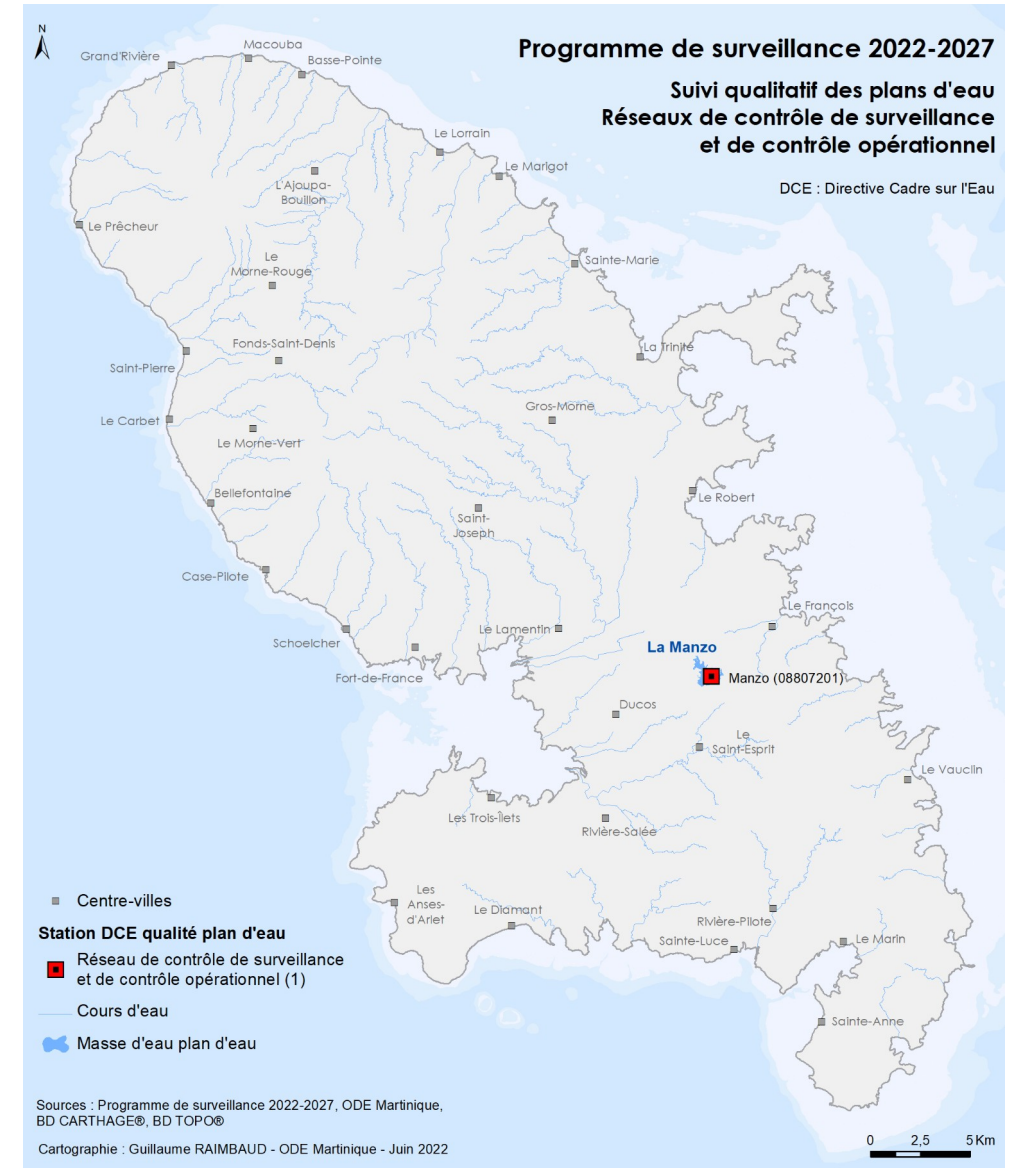 N
Programme de surveillance 2022-2027
Suivi qualitatif des plans d'eau
Réseaux de contrôle de surveillance
et de contrôle opérationnel
DCE : Directive Cadre sur l'Eau
Macouba
Grand'Rivière
Basse-Pointe
Le Lorrain
Le Marigot
L'Ajoupa-
Bouillon
Le Prêcheur
Le
Morne-Rouge
Sainte-Marie
Fonds-Saint-Denis
La Trinité
Saint-Pierre
Gros-Morne
Le Carbet
Le Morne-Vert
Bellefontaine
Le Robert
Saint-
Joseph
Case-Pilote
Le François
Le Lamentin
Schoelcher
La Manzo
Fort-de-France
Manzo (08807201)
Ducos
Le
Saint-Esprit
Le Vauclin
Les Trois-Îlets
Rivière-Salée
Les
Anses-
d'Arlet
Le Diamant
Rivière-Pilote
Sainte-Luce
Le Marin
Sainte-Anne
Centre-villes
Station DCE qualité plan d'eau
Réseau de contrôle de surveillance
et de contrôle opérationnel (1)
Cours d'eau
Masse d'eau plan d'eau
Sources : Programme de surveillance 2022-2027, ODE Martinique,
BD CARTHAGE®, BD TOPO®
Cartographie : Guillaume RAIMBAUD - ODE Martinique - Juin 2022
0 2,5 5 Km